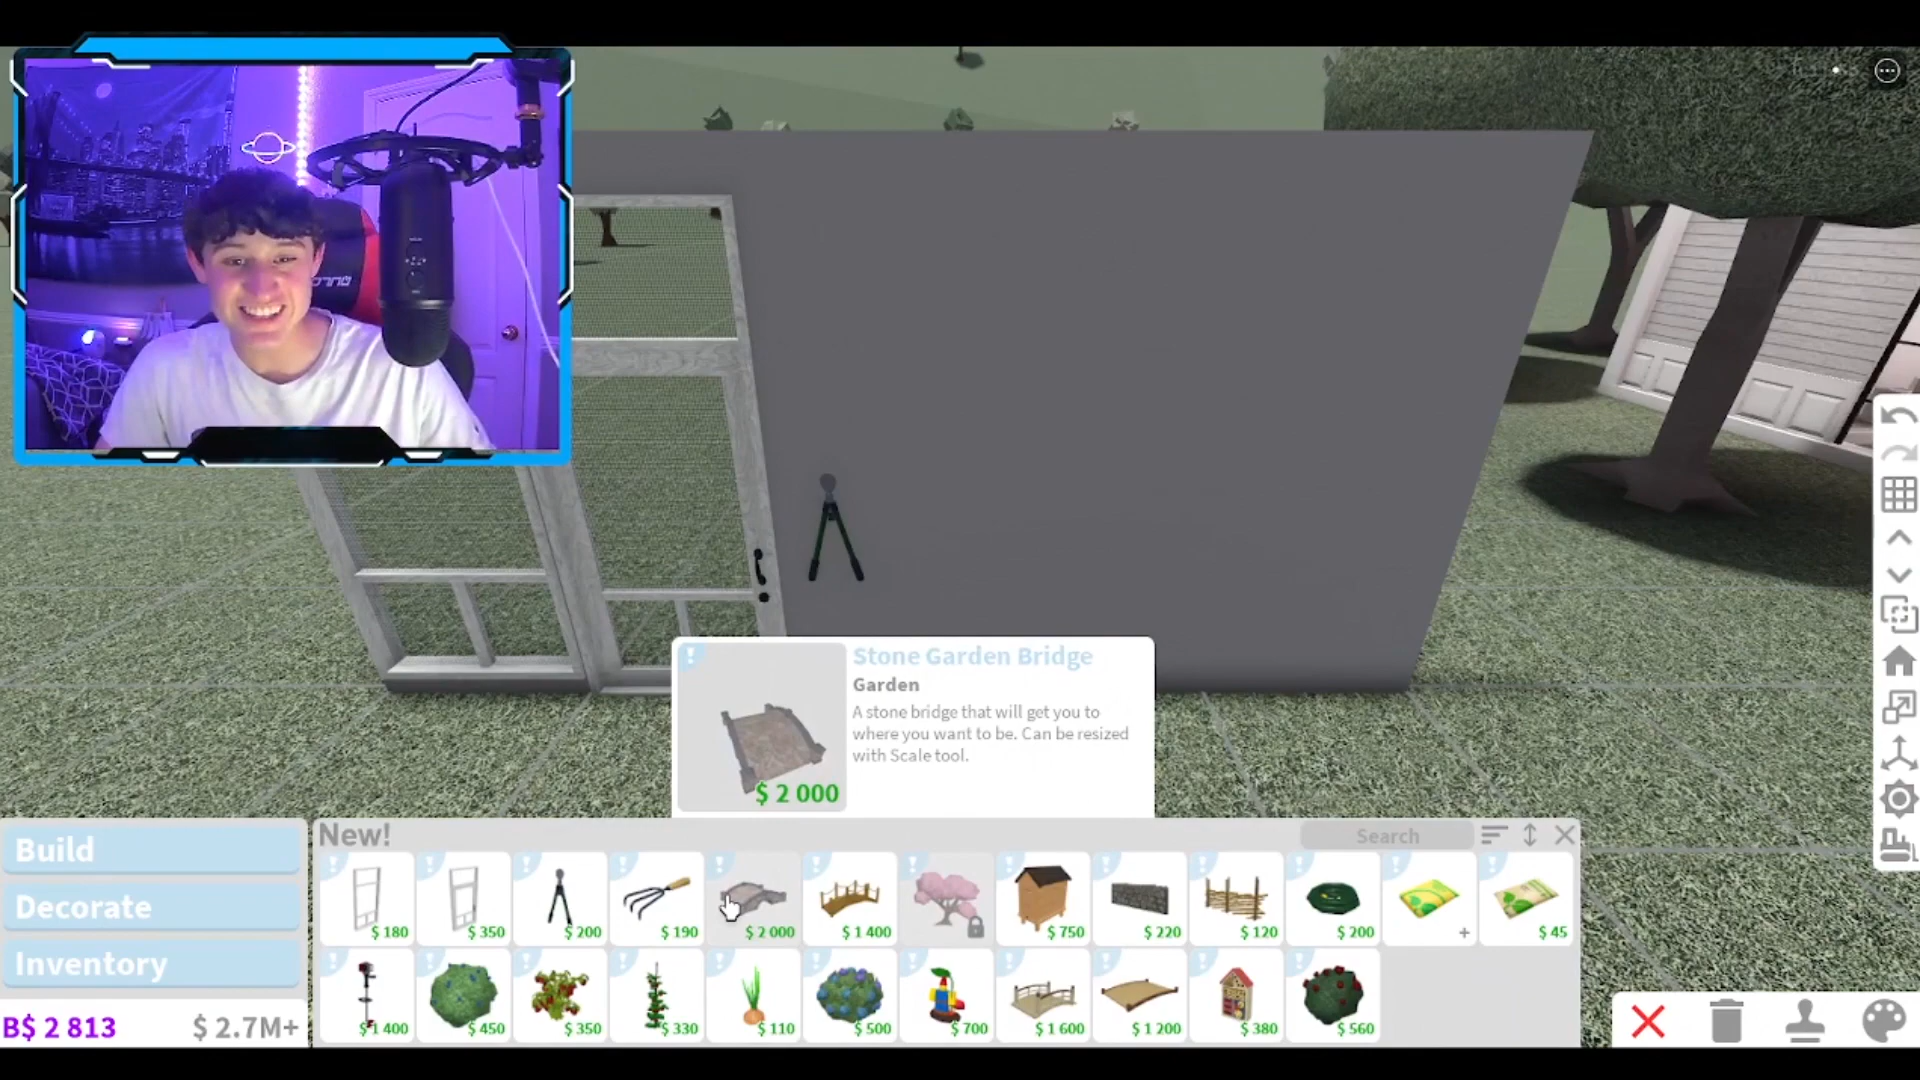 Stone Garden Bridge
Garden
A stone bridge that will get you to
where you want to be. Can be resized
with Scale tool.
$ 2 000
Build
Decorate
Inventory
B$ 2 813 $ 2.7M+
New!
Search
$ 180 $ 350 $ 200 $ 190 $ 2 000 $ 1 400 $ 750 $ 220 $ 120 $ 200 + $ 45
$ 1 400 $ 450 $ 350 $ 330 $ 110 $ 500 $ 700 $ 1 600 $ 1 200 $ 380 $ 560